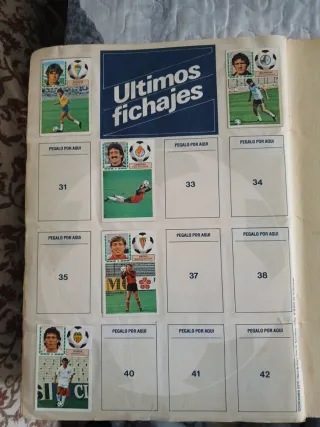 Ultimos
fichajes
PEGALO POR AQUI
31
PEGALO POR AQUI
33
PEGALO POR AQUI
34
PEGALO POR AQUI
35
PEGALO POR AQUI
37
PEGALO POR AQUI
38
PEGALO POR AQUI
40
PEGALO POR AQUI
41
PEGALO POR AQUI
42